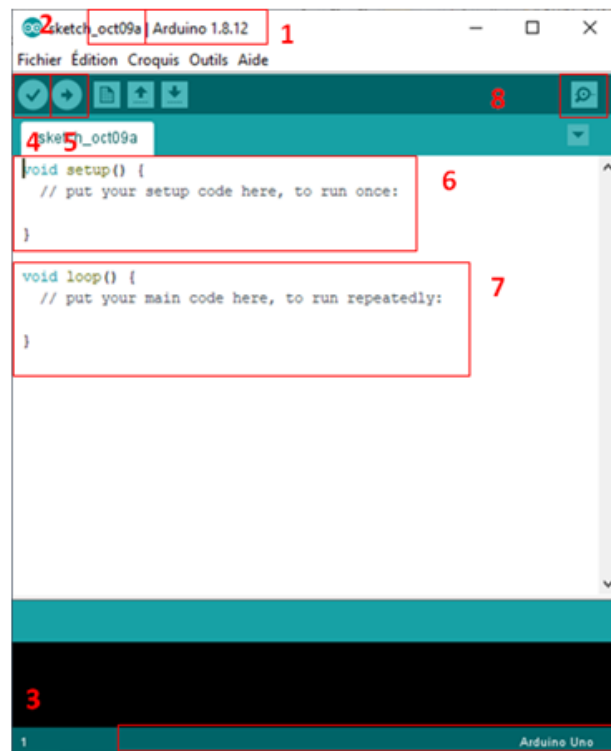 2 sketch_oct09a | Arduino 1.8.12 1
Fichier Édition Croquis Outils Aide
8
4 5 sketch_oct09a
void setup() { 6
// put your setup code here, to run once:
}
void loop() { 7
// put your main code here, to run repeatedly:
}
3
1 Arduino Uno